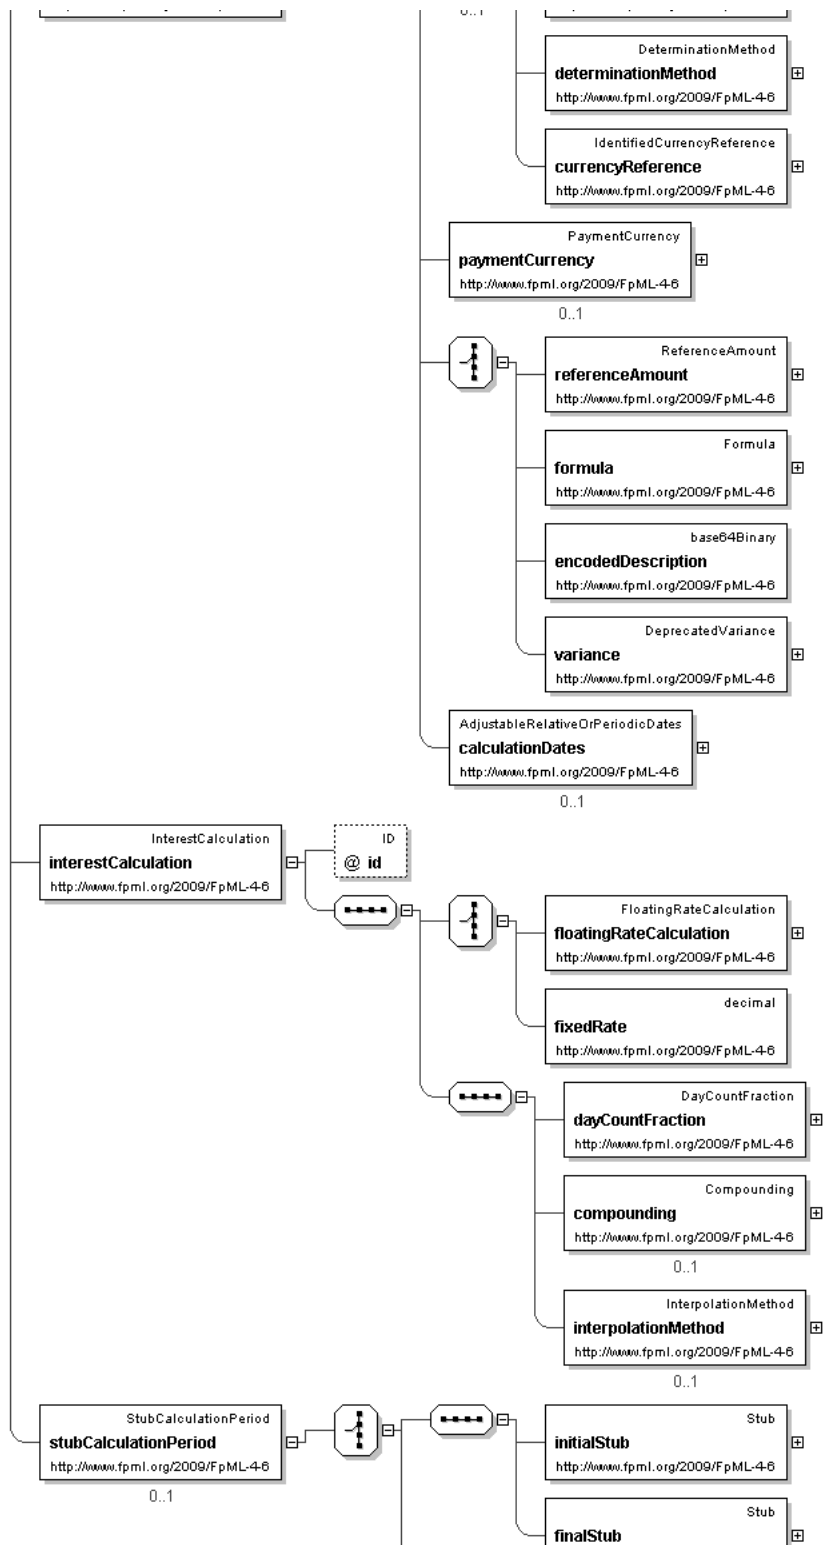 0..1
DeterminationMethod
determinationMethod
http://www.fpml.org/2009/FpML-4-6
IdentifiedCurrencyReference
currencyReference
http://www.fpml.org/2009/FpML-4-6
PaymentCurrency
paymentCurrency
http://www.fpml.org/2009/FpML-4-6
0..1
ReferenceAmount
referenceAmount
http://www.fpml.org/2009/FpML-4-6
Formula
formula
http://www.fpml.org/2009/FpML-4-6
base64Binary
encodedDescription
http://www.fpml.org/2009/FpML-4-6
DeprecatedVariance
variance
http://www.fpml.org/2009/FpML-4-6
AdjustableRelativeOrPeriodicDates
calculationDates
http://www.fpml.org/2009/FpML-4-6
0..1
InterestCalculation
interestCalculation
http://www.fpml.org/2009/FpML-4-6
ID
@ id
FloatingRateCalculation
floatingRateCalculation
http://www.fpml.org/2009/FpML-4-6
decimal
fixedRate
http://www.fpml.org/2009/FpML-4-6
DayCountFraction
dayCountFraction
http://www.fpml.org/2009/FpML-4-6
Compounding
compounding
http://www.fpml.org/2009/FpML-4-6
0..1
InterpolationMethod
interpolationMethod
http://www.fpml.org/2009/FpML-4-6
0..1
StubCalculationPeriod
stubCalculationPeriod
http://www.fpml.org/2009/FpML-4-6
0..1
Stub
initialStub
http://www.fpml.org/2009/FpML-4-6
Stub
finalStub